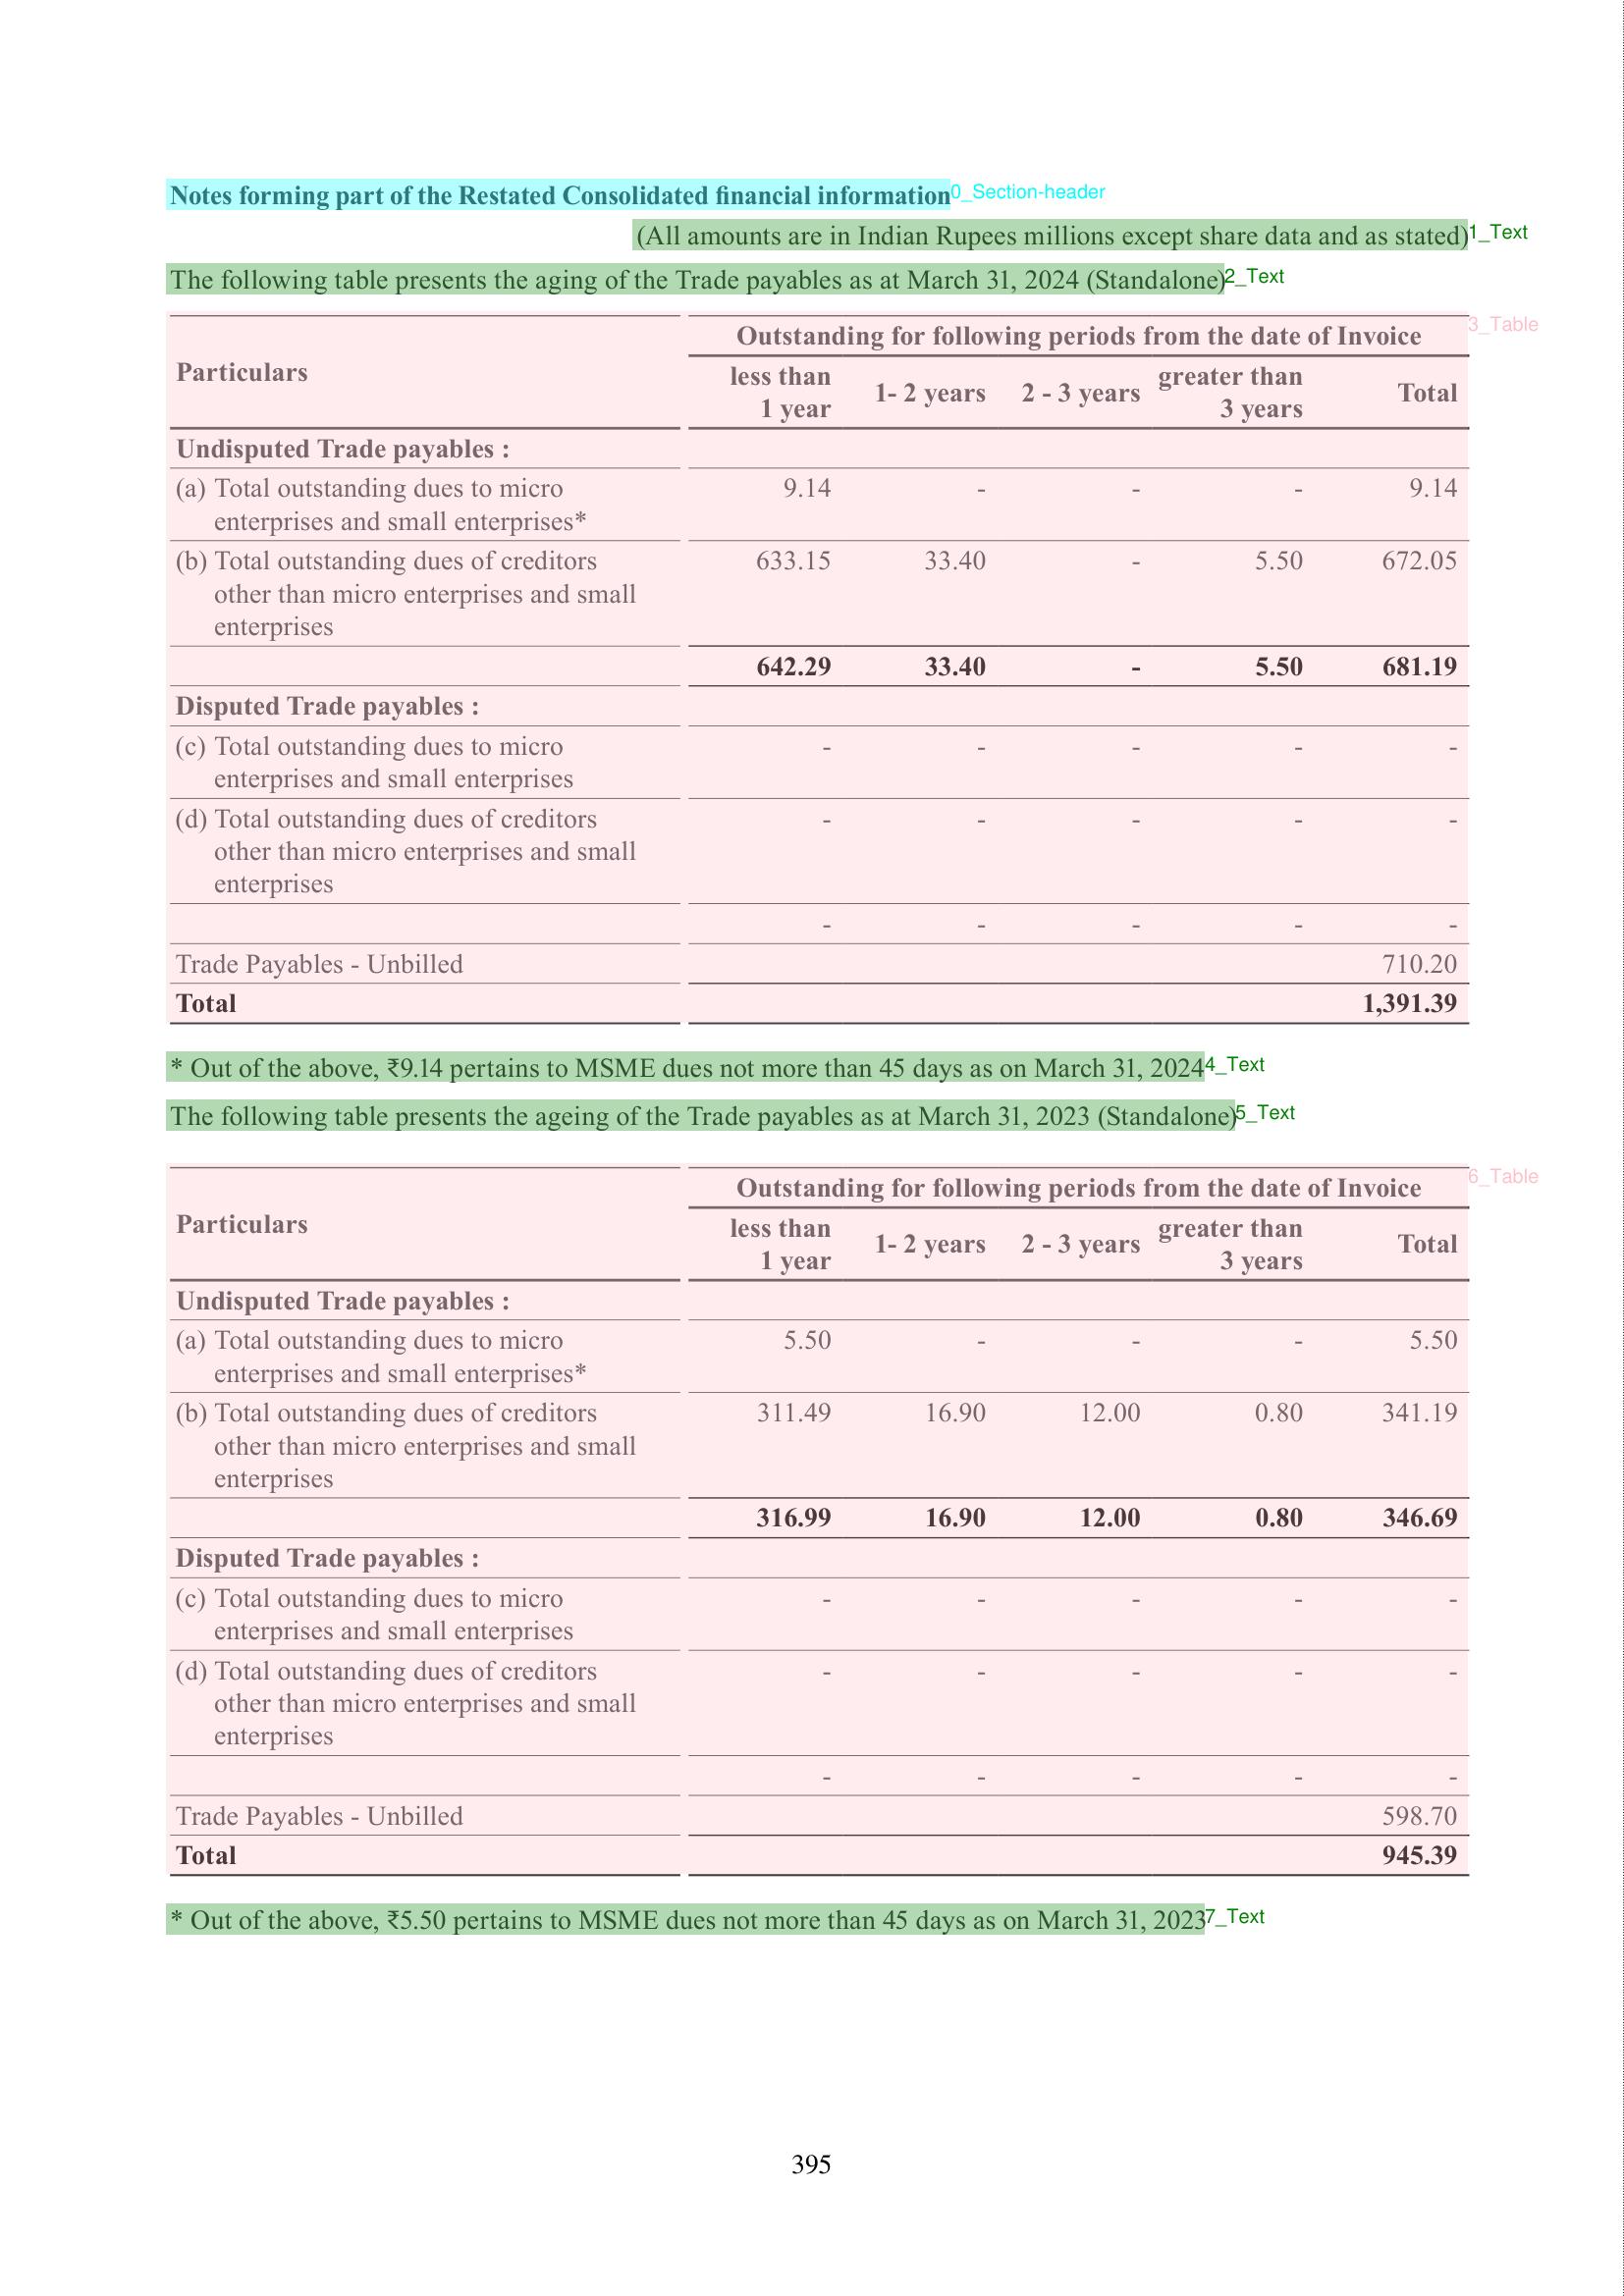 Notes forming part of the Restated Consolidated financial information 0_Section-header
(All amounts are in Indian Rupees millions except share data and as stated) 1_Text
The following table presents the aging of the Trade payables as at March 31, 2024 (Standalone) 2_Text
3_Table
Outstanding for following periods from the date of Invoice
Particulars less than 1- 2 years 2 - 3 years greater than Total
1 year 3 years
Undisputed Trade payables :
(a) Total outstanding dues to micro 9.14 - - - 9.14
enterprises and small enterprises*
(b) Total outstanding dues of creditors 633.15 33.40 - 5.50 672.05
other than micro enterprises and small
enterprises
642.29 33.40 - 5.50 681.19
Disputed Trade payables :
(c) Total outstanding dues to micro - - - - -
enterprises and small enterprises
(d) Total outstanding dues of creditors - - - - -
other than micro enterprises and small
enterprises
- - - - -
Trade Payables - Unbilled 710.20
Total 1,391.39
* Out of the above, ₹9.14 pertains to MSME dues not more than 45 days as on March 31, 2024 4_Text
The following table presents the ageing of the Trade payables as at March 31, 2023 (Standalone) 5_Text
6_Table
Outstanding for following periods from the date of Invoice
Particulars less than 1- 2 years 2 - 3 years greater than Total
1 year 3 years
Undisputed Trade payables :
(a) Total outstanding dues to micro 5.50 - - - 5.50
enterprises and small enterprises*
(b) Total outstanding dues of creditors 311.49 16.90 12.00 0.80 341.19
other than micro enterprises and small
enterprises
316.99 16.90 12.00 0.80 346.69
Disputed Trade payables :
(c) Total outstanding dues to micro - - - - -
enterprises and small enterprises
(d) Total outstanding dues of creditors - - - - -
other than micro enterprises and small
enterprises
- - - - -
Trade Payables - Unbilled 598.70
Total 945.39
* Out of the above, ₹5.50 pertains to MSME dues not more than 45 days as on March 31, 2023 7_Text
395